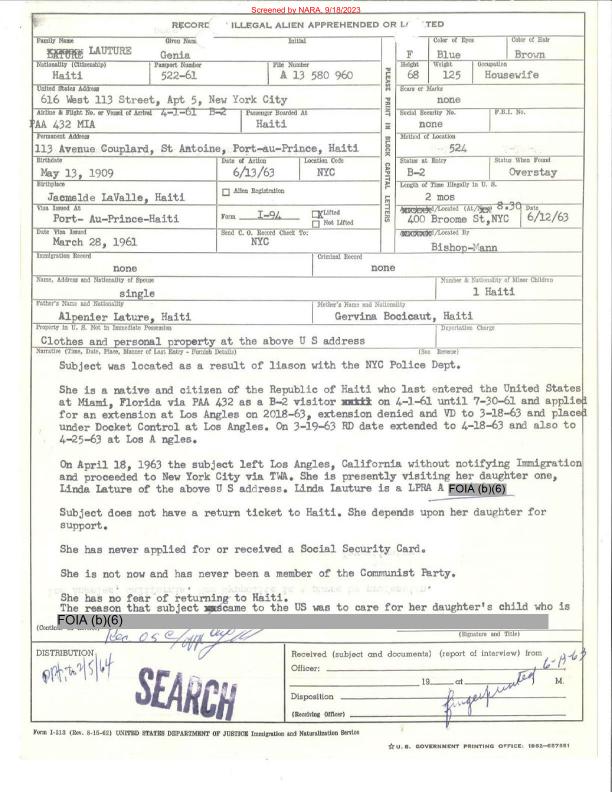 Screened by NARA, 9/18/2023
RECORD ILLEGAL ALIEN APPREHENDED OR TED
Family Name Given Name Initial Color of Eyes Color of Hair
LATURE LAUTURE Genia F Blue Brown
Nationality (Citizenship) Passport Number File Number Height Weight Occupation
Haiti 522-61 A 13 580 960 68 125 Housewife
United States Address Scars or Marks
616 West 113 Street, Apt 5, New York City none
Airline & Flight No. or Vessel of Arrival 4-1-61 B-2 Passenger Boarded At Social Security No. F.B.I. No.
PAA 432 MIA Haiti none
Permanent Address Method of Location
113 Avenue Couplard, St Antoine, Port-au-Prince, Haiti 524
PLEASE PRINT IN BLOCK CAPITAL LETTERS
Birthdate Date of Action Location Code Status at Entry Status When Found
May 13, 1909 6/13/63 NYC B-2 Overstay
Birthplace Alien Registration Length of Time Illegally in U. S.
Jacmelde LaValle, Haiti 2 mos
Visa Issued At Form I-94 X Lifted /Located (At/ 8.30 Date
Port- Au-Prince-Haiti Not Lifted 400 Broome St,NYC 6/12/63
Date Visa Issued Send C. O. Record Check To: /Located By
March 28, 1961 NYC Bishop-Mann
Immigration Record Criminal Record
none none
Name, Address and Nationality of Spouse Number & Nationality of Minor Children
single 1 Haiti
Father's Name and Nationality Mother's Name and Nationality
Alpenier Lature, Haiti Gervina Bocicaut, Haiti
Property in U. S. Not in Immediate Possession Deportation Charge
Clothes and personal property at the above U S address
Narrative (Time, Date, Place, Manner of Last Entry - Furnish Details) (See Reverse)
Subject was located as a result of liason with the NYC Police Dept.
She is a native and citizen of the Republic of Haiti who last entered the United States
at Miami, Florida via PAA 432 as a B-2 visitor on 4-1-61 until 7-30-61 and applied
for an extension at Los Angles on 2018-63, extension denied and VD to 3-18-63 and placed
under Docket Control at Los Angles. On 3-19-63 RD date extended to 4-18-63 and also to
4-25-63 at Los A ngles.
On April 18, 1963 the subject left Los Angles, California without notifying Immigration
and proceeded to New York City via TWA. She is presently visiting her daughter one,
Linda Lature of the above U S address. Linda Lauture is a LPRA A FOIA (b)(6)
Subject does not have a return ticket to Haiti. She depends upon her daughter for
support.
She has never applied for or received a Social Security Card.
She is not now and has never been a member of the Communist Party.
She has no fear of returning to Haiti.
The reason that subject came to the US was to care for her daughter's child who is
FOIA (b)(6)
(Signature and Title)
DISTRIBUTION
2/5/64
SEARCH
Received (subject and documents) (report of interview) from
Officer:
19 at M.
Disposition
(Receiving Officer)
fingerprinted
Form I-213 (Rev. 8-15-62) UNITED STATES DEPARTMENT OF JUSTICE Immigration and Naturalization Service
☆ U. S. GOVERNMENT PRINTING OFFICE: 1962-657551